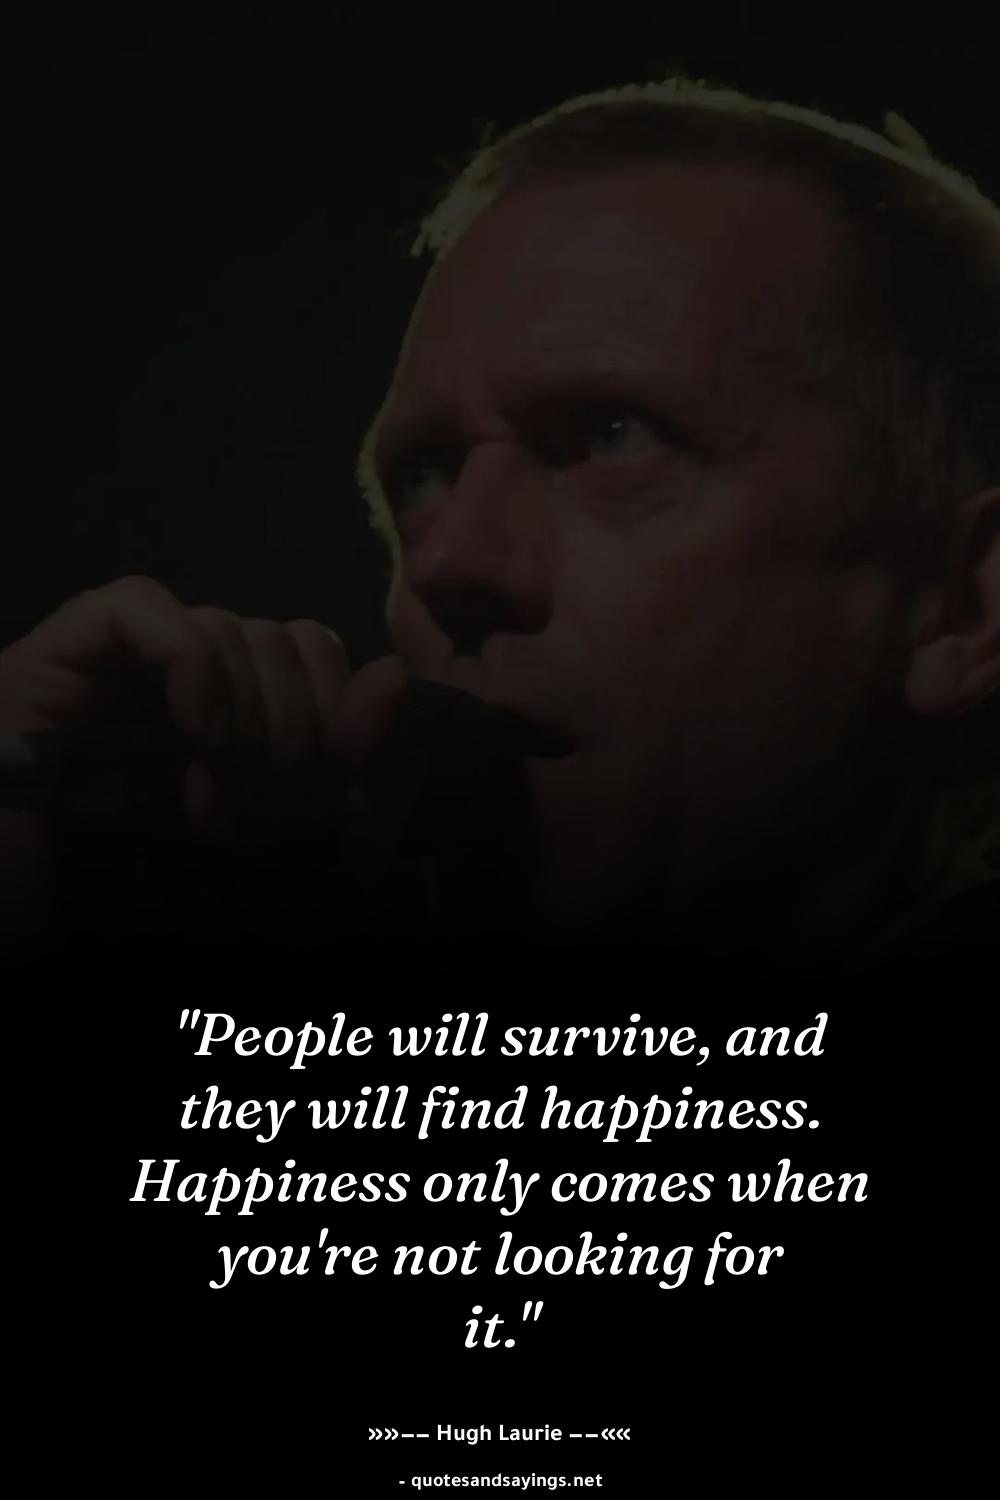 "People will survive, and
they will find happiness.
Happiness only comes when
you're not looking for
it."
»»–– Hugh Laurie ––««
- quotesandsayings.net